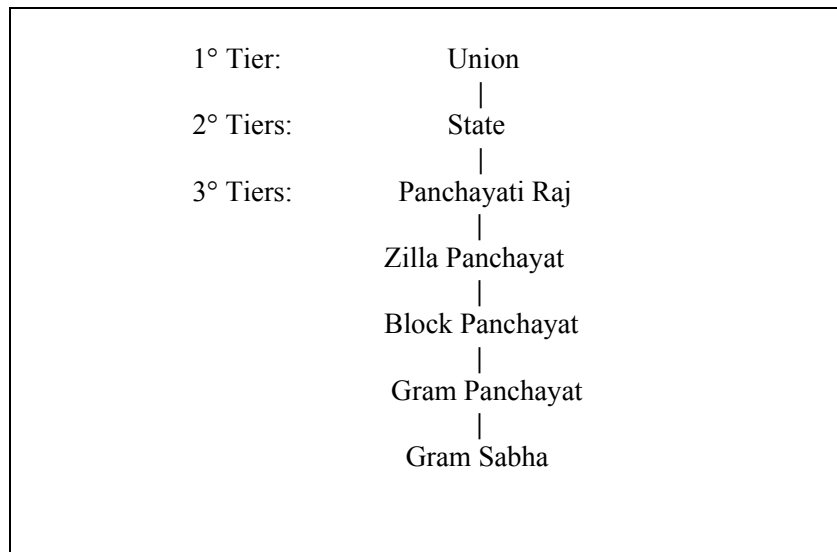 1° Tier: Union
|
2° Tiers: State
|
3° Tiers: Panchayati Raj
|
Zilla Panchayat
|
Block Panchayat
|
Gram Panchayat
|
Gram Sabha